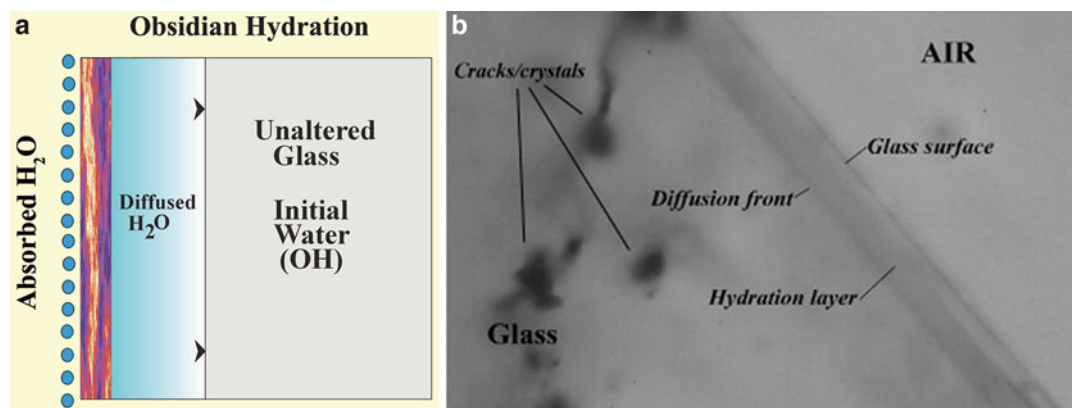 a
Obsidian Hydration
Absorbed H₂O
Diffused
H₂O
Unaltered
Glass
Initial
Water
(OH)
b
Cracks/crystals
AIR
Glass surface
Diffusion front
Hydration layer
Glass